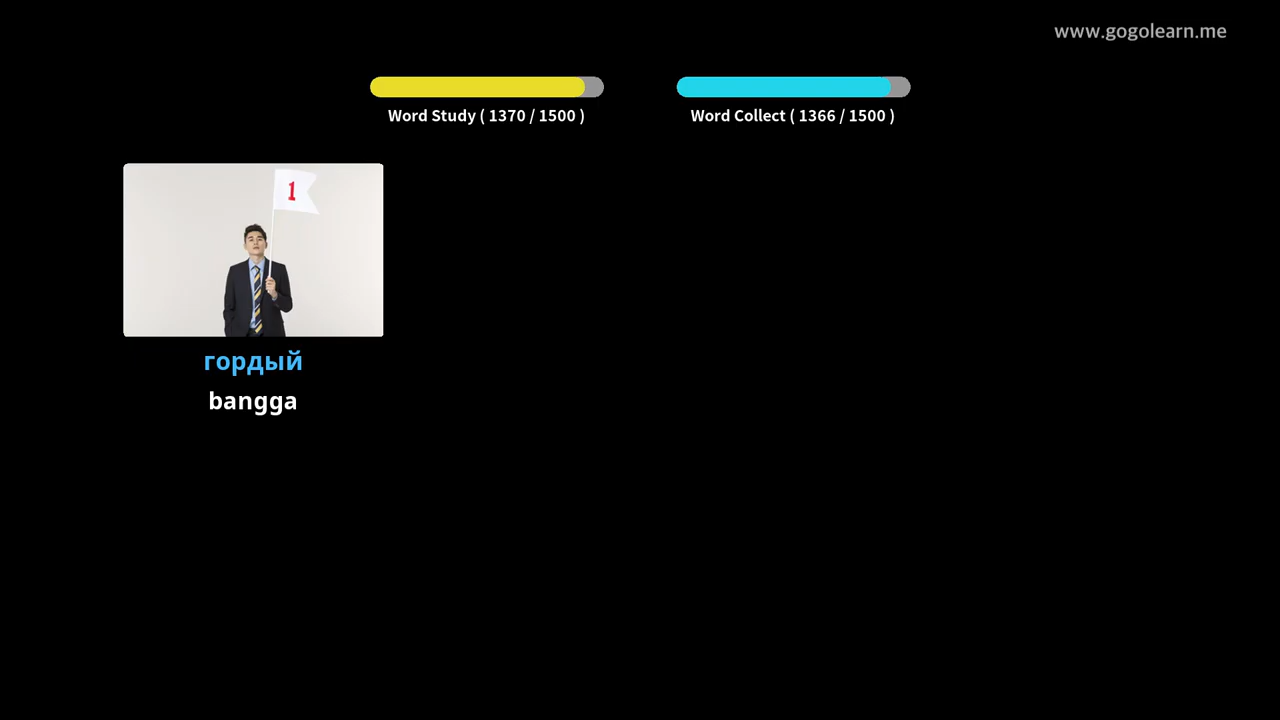 www.gogolearn.me
Word Study ( 1370 / 1500 )
Word Collect ( 1366 / 1500 )
1
гордый
bangga